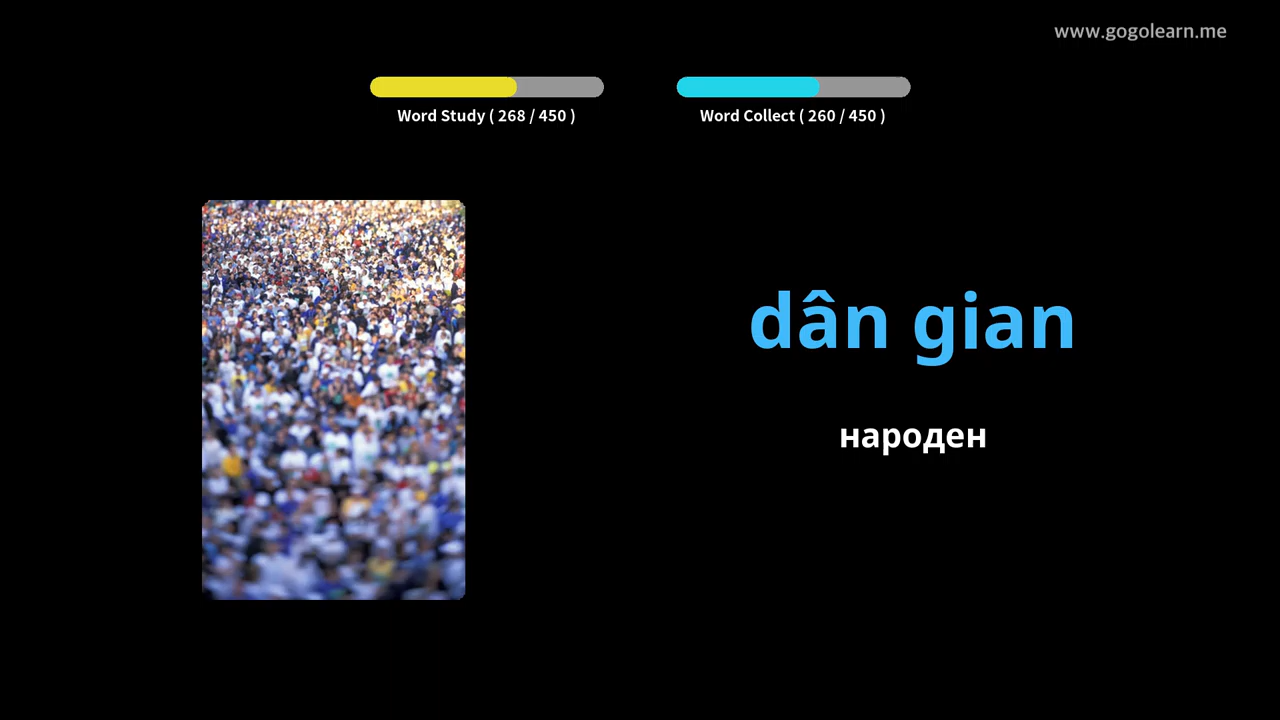 www.gogolearn.me
Word Study ( 268 / 450 )
Word Collect ( 260 / 450 )
dân gian
народен